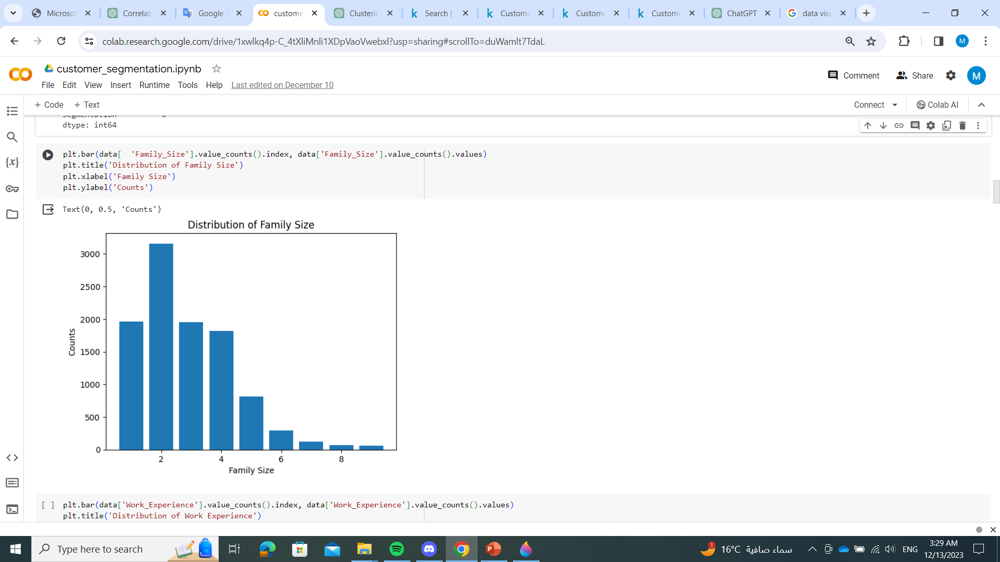 Microsof
Correlat
Google T
custome
Clusterin
Search |
Custome
Custome
Custome
ChatGPT
data visu
colab.research.google.com/drive/1xwlkq4p-C_4tXliMnli1XDpVaoVwebxl?usp=sharing#scrollTo=duWamlt7TdaL
M
customer_segmentation.ipynb
File Edit View Insert Runtime Tools Help Last edited on December 10
Comment Share M
+ Code + Text
Connect Colab AI
Segmentation 0
dtype: int64
plt.bar(data[  'Family_Size'].value_counts().index, data['Family_Size'].value_counts().values)
plt.title('Distribution of Family Size')
plt.xlabel('Family Size')
plt.ylabel('Counts')
Text(0, 0.5, 'Counts')
Distribution of Family Size
3000
2500
2000
1500
1000
500
0
Counts
2 4 6 8
Family Size
[ ] plt.bar(data['Work_Experience'].value_counts().index, data['Work_Experience'].value_counts().values)
plt.title('Distribution of Work Experience')
{x}
Type here to search
1
16°C سماء صافية
ENG
3:29 AM
12/13/2023